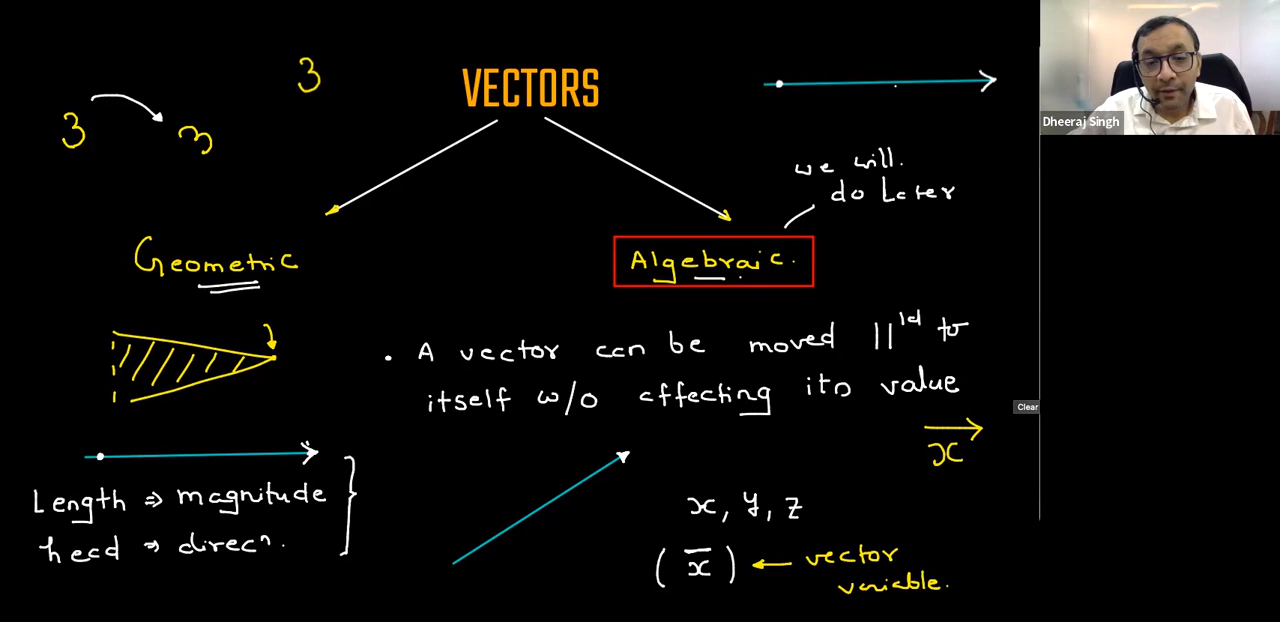 3
VECTORS
3
3
Dheeraj Singh
we will.
do Later
Geometric
Algebraic.
. A vector can be moved ||ld to
itself w/o affecting its value
Clear
x
Length ⇒ magnitude
head ⇒ direcn.
x, y, z
( x ) ← vector
variable.